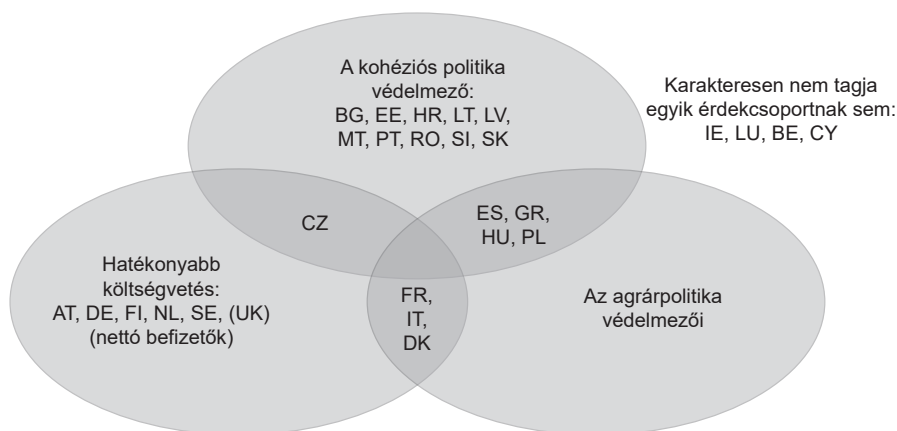 A kohéziós politika
védelmező:
BG, EE, HR, LT, LV,
MT, PT, RO, SI, SK
Karakteresen nem tagja
egyik érdekcsoportnak sem:
IE, LU, BE, CY
CZ
ES, GR,
HU, PL
Hatékonyabb
költségvetés:
AT, DE, FI, NL, SE, (UK)
(nettó befizetők)
FR,
IT,
DK
Az agrárpolitika
védelmezői